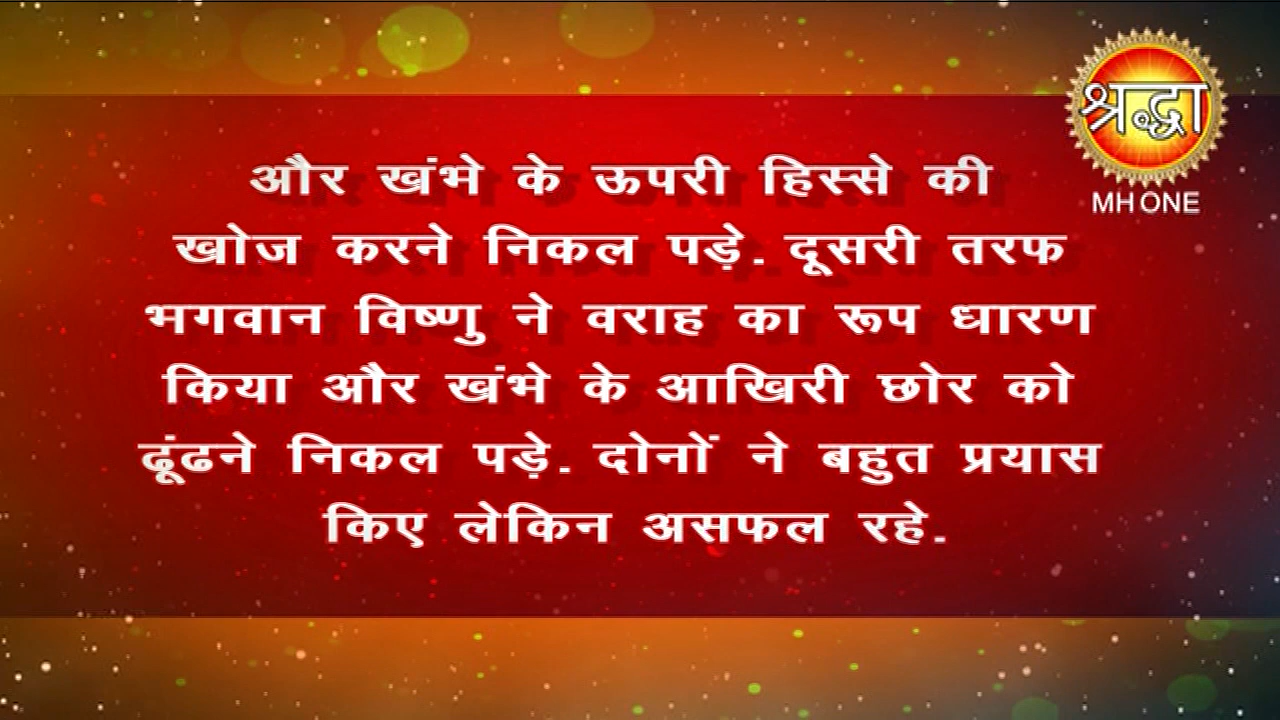 श्रद्धा
MH ONE
और खंभे के ऊपरी हिस्से की
खोज करने निकल पड़े. दूसरी तरफ
भगवान विष्णु ने वराह का रूप धारण
किया और खंभे के आखिरी छोर को
ढूंढने निकल पड़े. दोनों ने बहुत प्रयास
किए लेकिन असफल रहे.